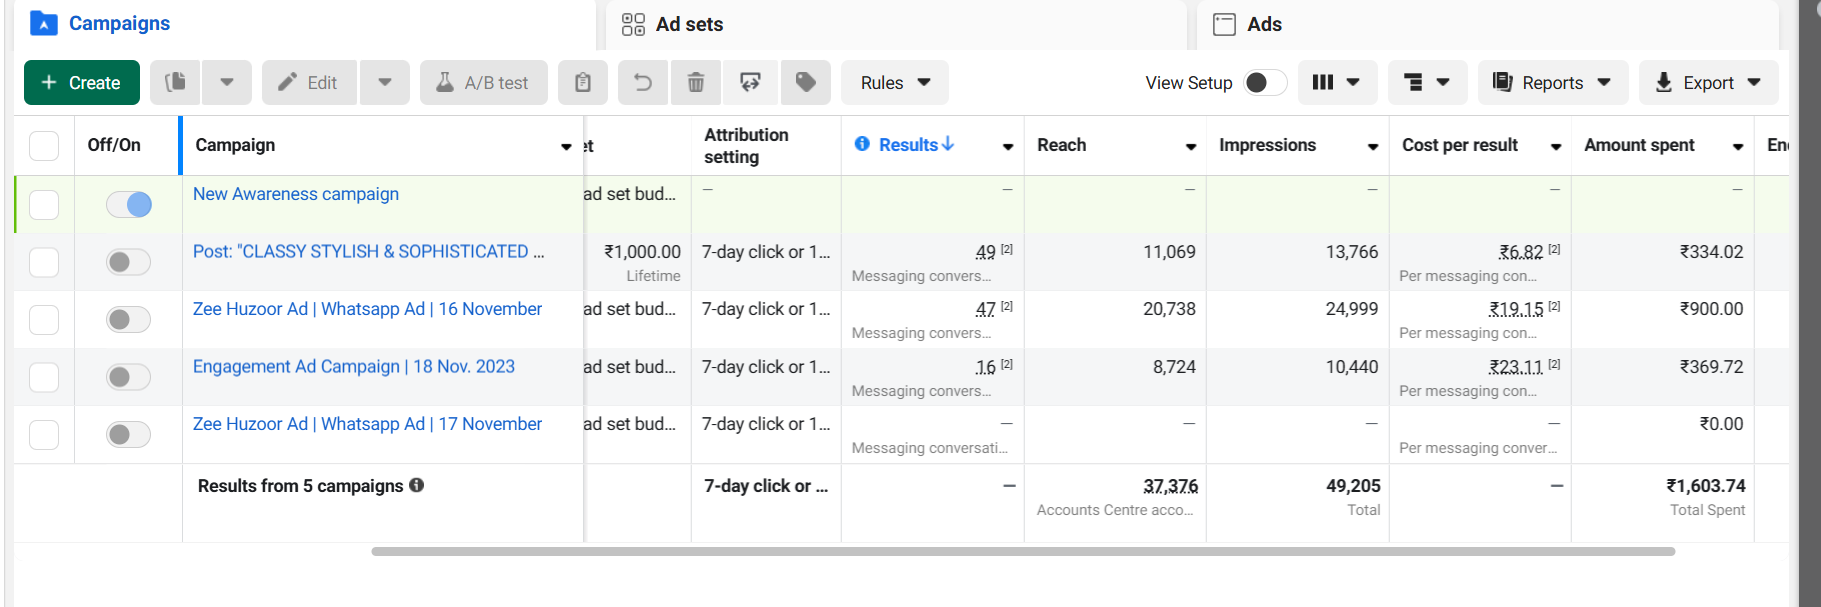 Campaigns
Ad sets
Ads
+ Create
Edit
A/B test
Rules
View Setup
Reports
Export
Off/On
Campaign
et
Attribution setting
Results↓
Reach
Impressions
Cost per result
Amount spent
En
New Awareness campaign
ad set bud...
— — — — — —
Post: "CLASSY STYLISH & SOPHISTICATED ...
₹1,000.00
Lifetime
7-day click or 1...
49 [2]
Messaging convers...
11,069
13,766
₹6.82 [2]
Per messaging con...
₹334.02
Zee Huzoor Ad | Whatsapp Ad | 16 November
ad set bud...
7-day click or 1...
47 [2]
Messaging convers...
20,738
24,999
₹19.15 [2]
Per messaging con...
₹900.00
Engagement Ad Campaign | 18 Nov. 2023
ad set bud...
7-day click or 1...
16 [2]
Messaging convers...
8,724
10,440
₹23.11 [2]
Per messaging con...
₹369.72
Zee Huzoor Ad | Whatsapp Ad | 17 November
ad set bud...
7-day click or 1...
—
Messaging conversati...
—
—
—
Per messaging conver...
₹0.00
Results from 5 campaigns
7-day click or ...
—
37,376
Accounts Centre acco...
49,205
Total
—
₹1,603.74
Total Spent